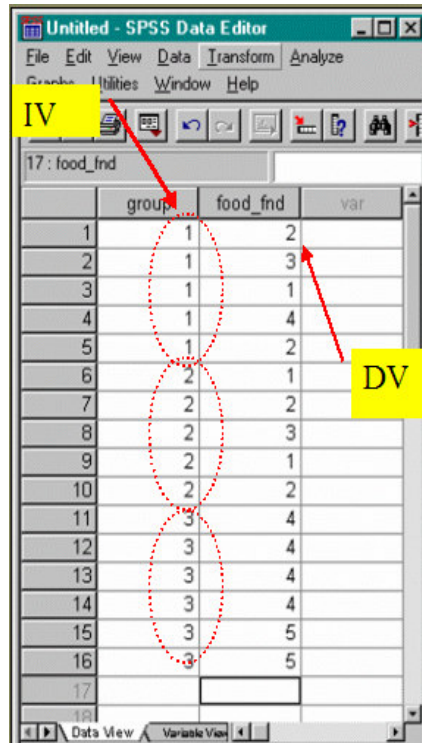 Untitled - SPSS Data Editor
File Edit View Data Transform Analyze
Graphs Utilities Window Help
IV
17 : food_fnd
group food_fnd var
1 1 2
2 1 3
3 1 1
4 1 4
5 1 2
DV
6 2 1
7 2 2
8 2 3
9 2 1
10 2 2
11 3 4
12 3 4
13 3 4
14 3 4
15 3 5
16 3 5
17
18
Data View Variable View